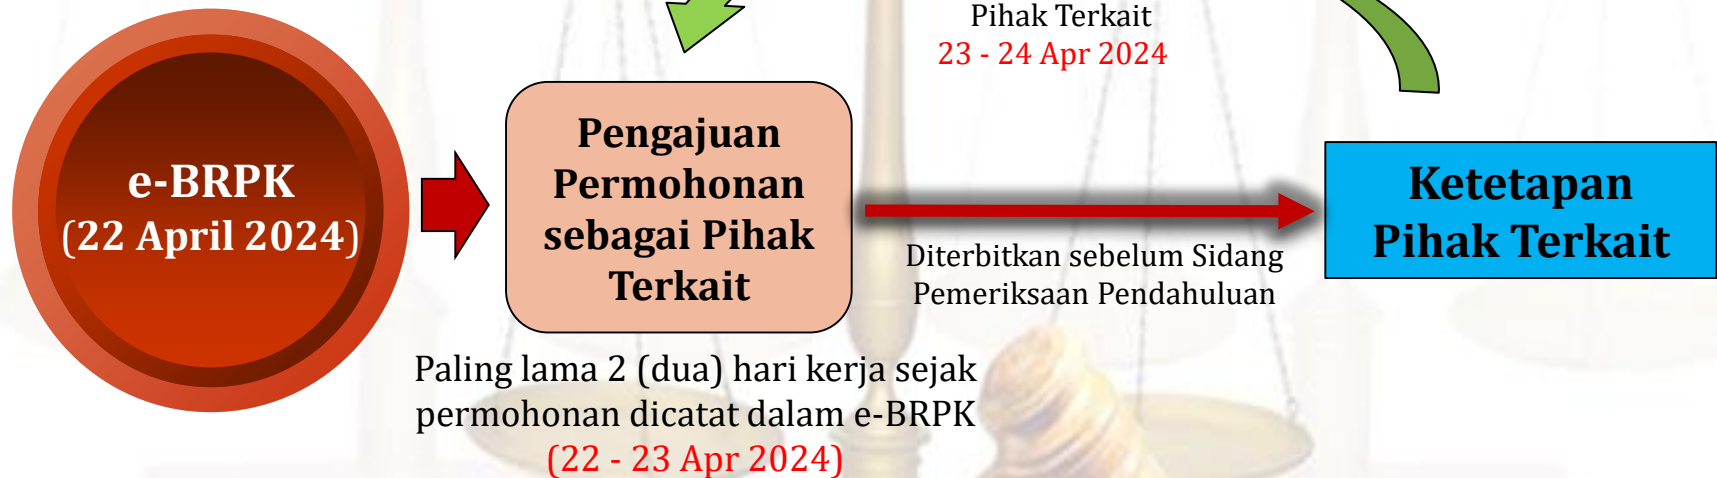 Pihak Terkait
23 - 24 Apr 2024
e-BRPK
(22 April 2024)
Pengajuan
Permohonan
sebagai Pihak
Terkait
Diterbitkan sebelum Sidang
Pemeriksaan Pendahuluan
Ketetapan
Pihak Terkait
Paling lama 2 (dua) hari kerja sejak
permohonan dicatat dalam e-BRPK
(22 - 23 Apr 2024)